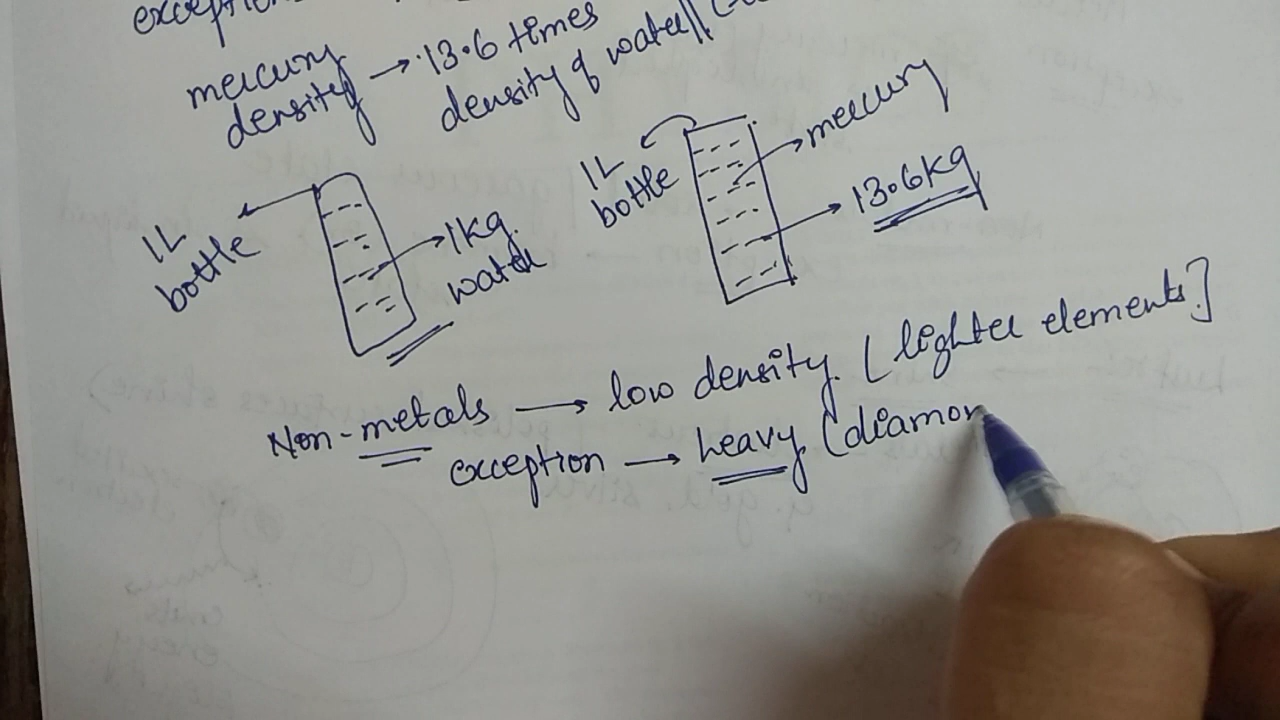 exception
mercury → 13.6 times
density density of water//
1L
bottle
1kg.
water
1L
bottle
mercury
13.6kg
Non-metals → low density. [lighter elements.]
exception → heavy (diamon